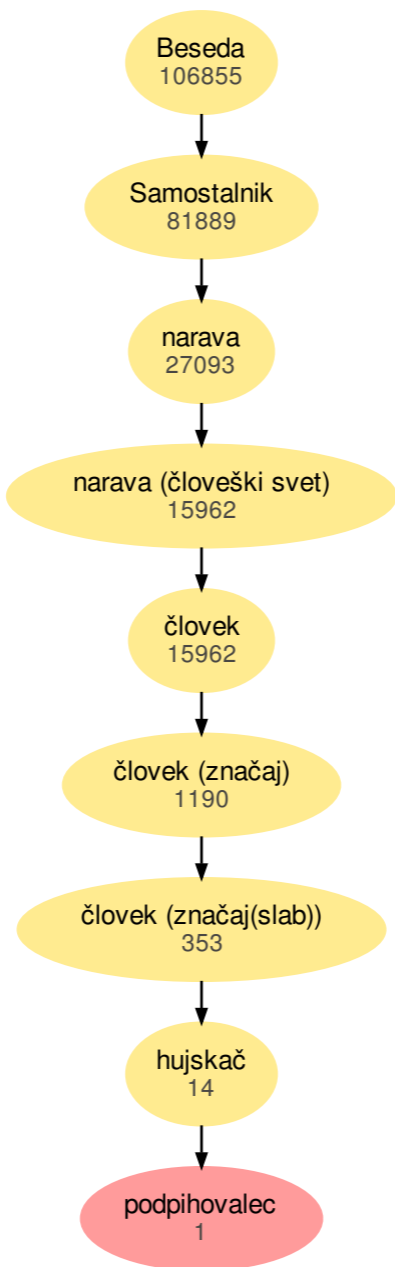 Beseda
106855
Samostalnik
81889
narava
27093
narava (človeški svet)
15962
človek
15962
človek (značaj)
1190
človek (značaj(slab))
353
hujskač
14
podpihovalec
1